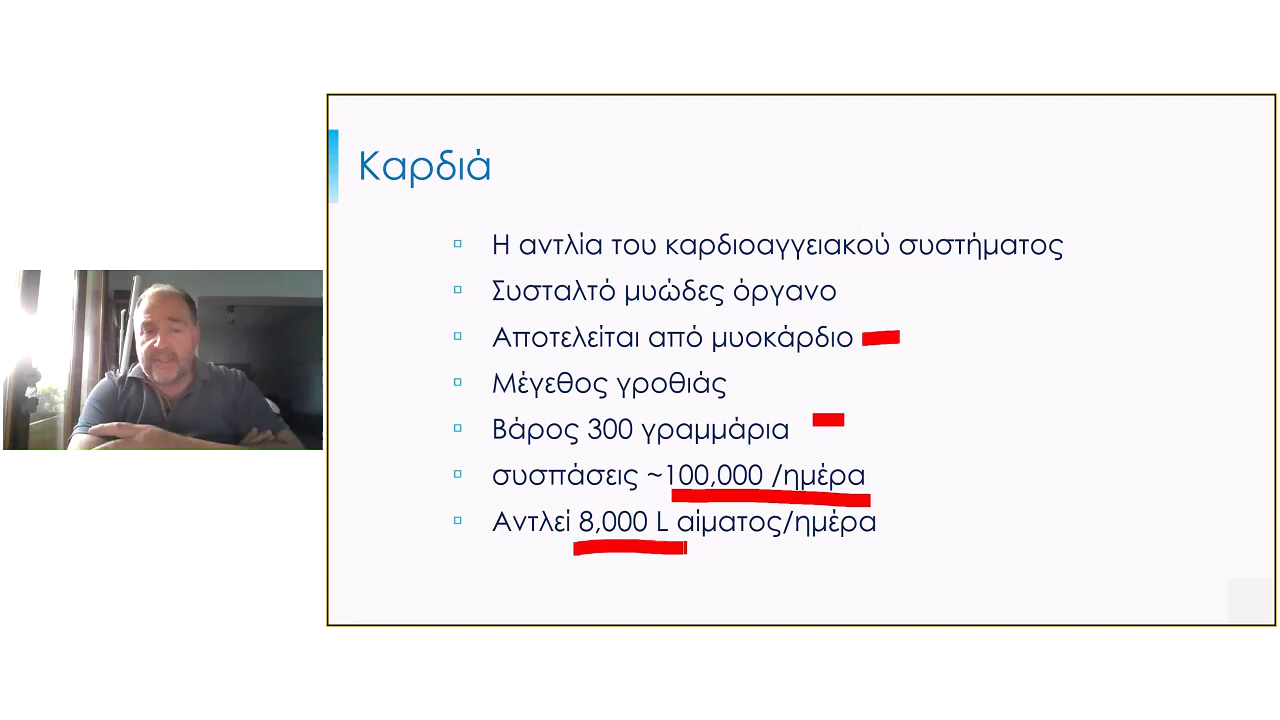 Καρδιά
Η αντλία του καρδιοαγγειακού συστήματος
Συσταλτό μυώδες όργανο
Αποτελείται από μυοκάρδιο
Μέγεθος γροθιάς
Βάρος 300 γραμμάρια
συσπάσεις ~100,000 /ημέρα
Αντλεί 8,000 L αίματος/ημέρα